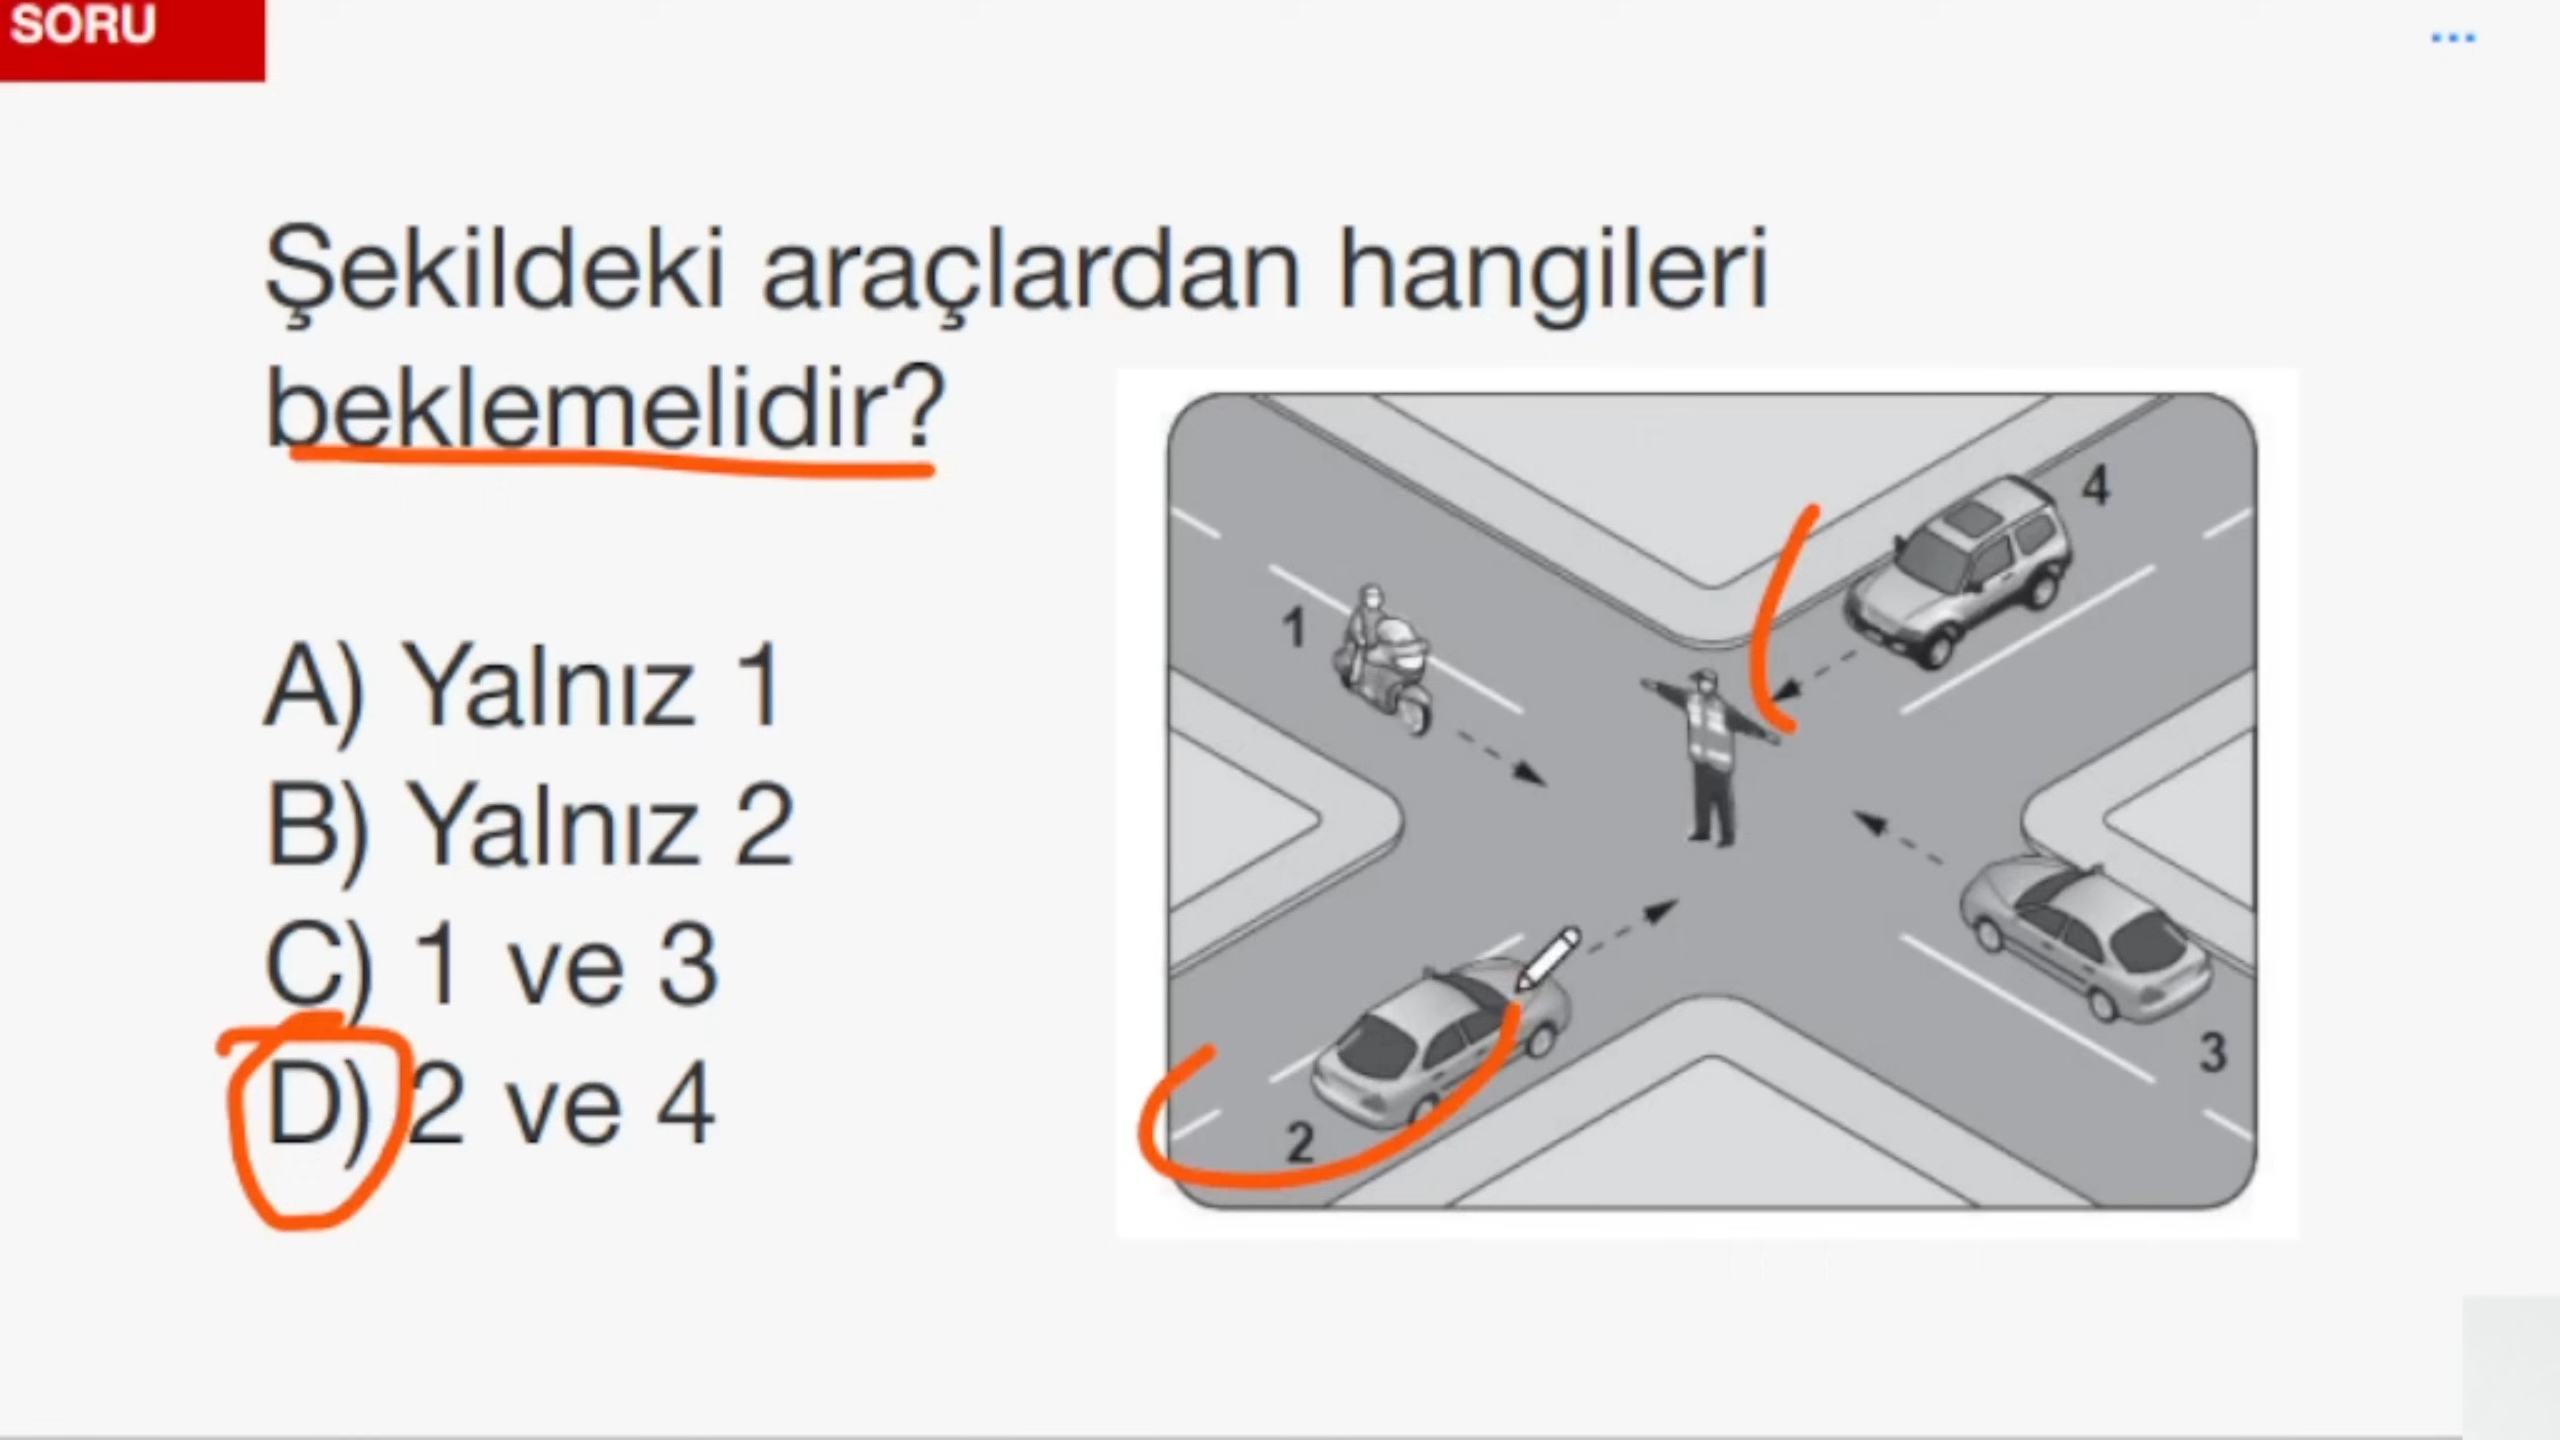 SORU
Şekildeki araçlardan hangileri
beklemelidir?
A) Yalnız 1
B) Yalnız 2
C) 1 ve 3
D) 2 ve 4
4
1
3
2